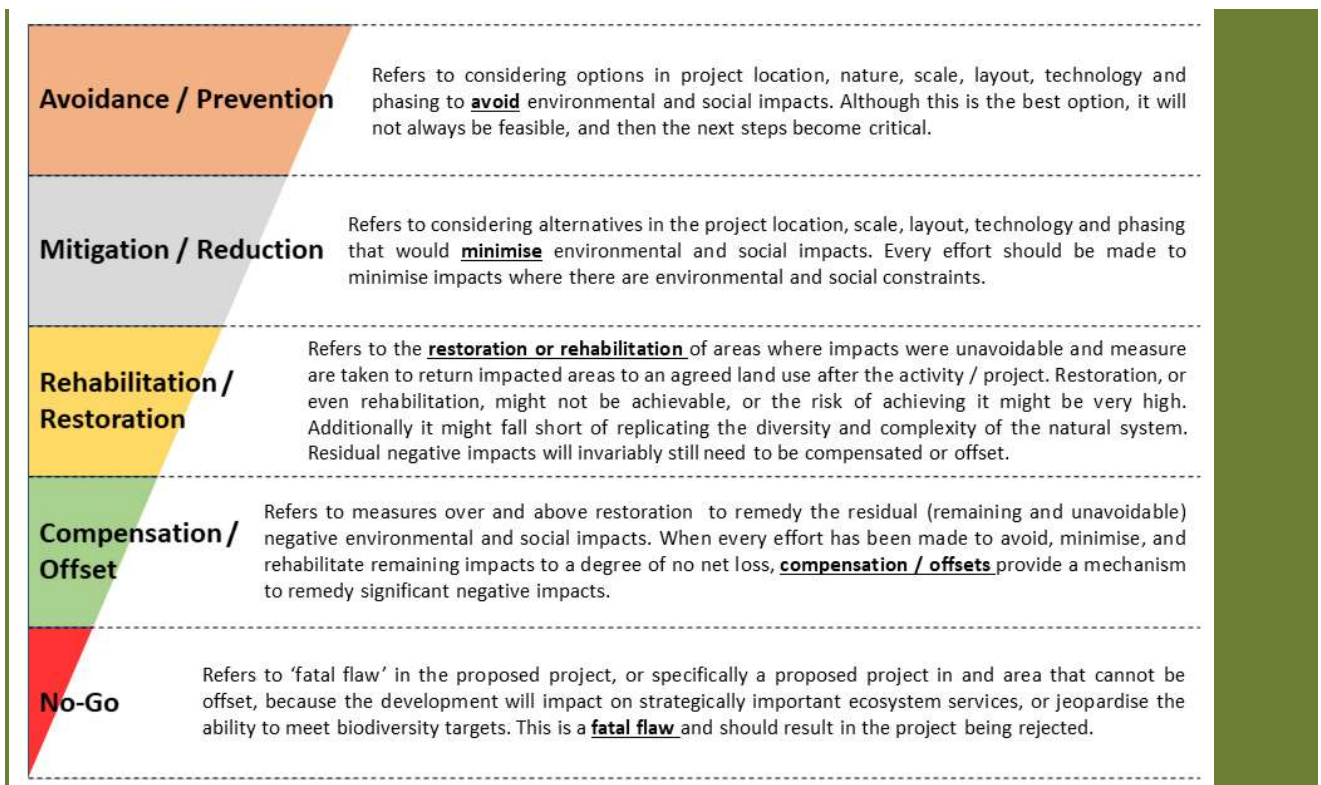 Avoidance / Prevention
Refers to considering options in project location, nature, scale, layout, technology and
phasing to avoid environmental and social impacts. Although this is the best option, it will
not always be feasible, and then the next steps become critical.
Mitigation / Reduction
Refers to considering alternatives in the project location, scale, layout, technology and phasing
that would minimise environmental and social impacts. Every effort should be made to
minimise impacts where there are environmental and social constraints.
Rehabilitation /
Restoration
Refers to the restoration or rehabilitation of areas where impacts were unavoidable and measure
are taken to return impacted areas to an agreed land use after the activity / project. Restoration, or
even rehabilitation, might not be achievable, or the risk of achieving it might be very high.
Additionally it might fall short of replicating the diversity and complexity of the natural system.
Residual negative impacts will invariably still need to be compensated or offset.
Compensation /
Offset
Refers to measures over and above restoration to remedy the residual (remaining and unavoidable)
negative environmental and social impacts. When every effort has been made to avoid, minimise, and
rehabilitate remaining impacts to a degree of no net loss, compensation / offsets provide a mechanism
to remedy significant negative impacts.
No-Go
Refers to ‘fatal flaw’ in the proposed project, or specifically a proposed project in and area that cannot be
offset, because the development will impact on strategically important ecosystem services, or jeopardise the
ability to meet biodiversity targets. This is a fatal flaw and should result in the project being rejected.